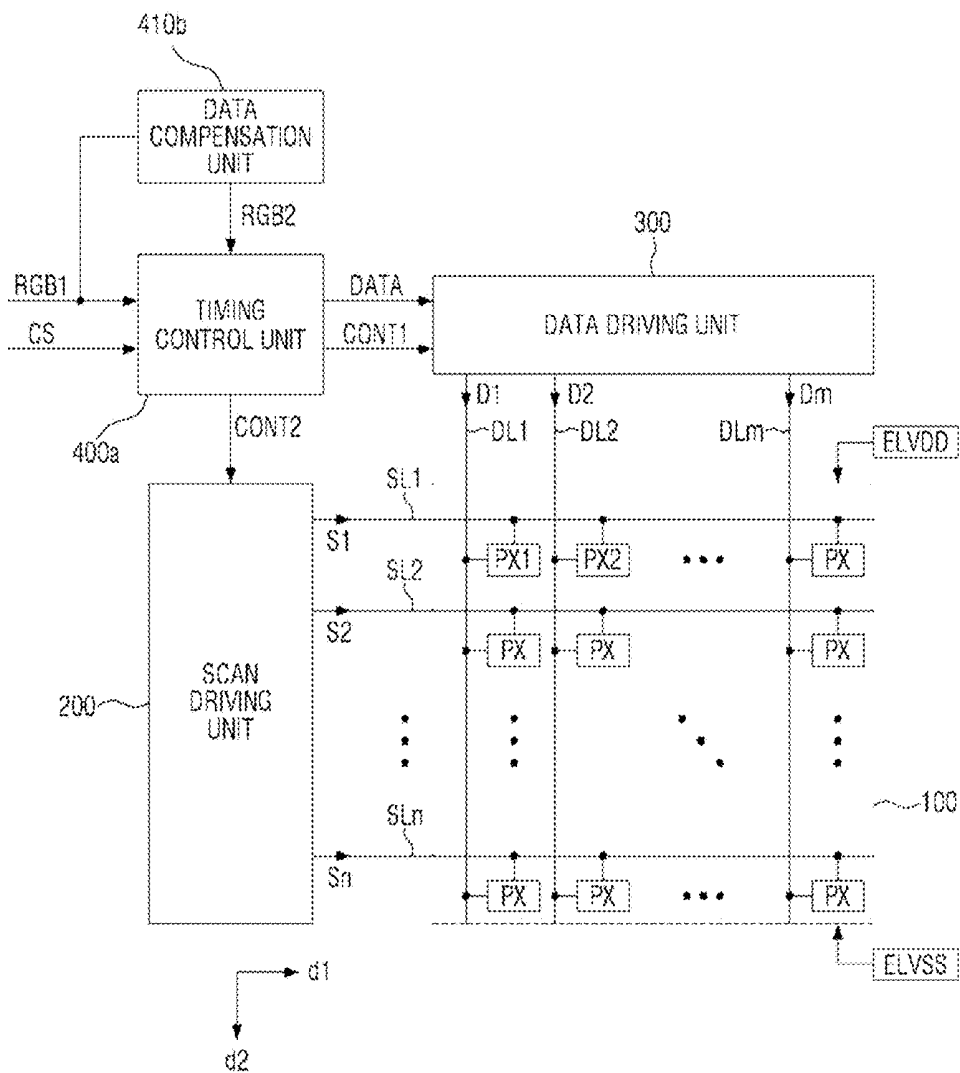 410b
DATA
COMPENSATION
UNIT
RGB2
300
RGB1
CS
TIMING
CONTROL UNIT
DATA
CONT1
DATA DRIVING UNIT
400a
CONT2
D1
D2
Dm
DL1
DL2
DLm
ELVDD
SL1
S1
PX1
PX2
PX
SL2
S2
PX
PX
PX
200
SCAN
DRIVING
UNIT
100
SLn
Sn
PX
PX
PX
ELVSS
d1
d2